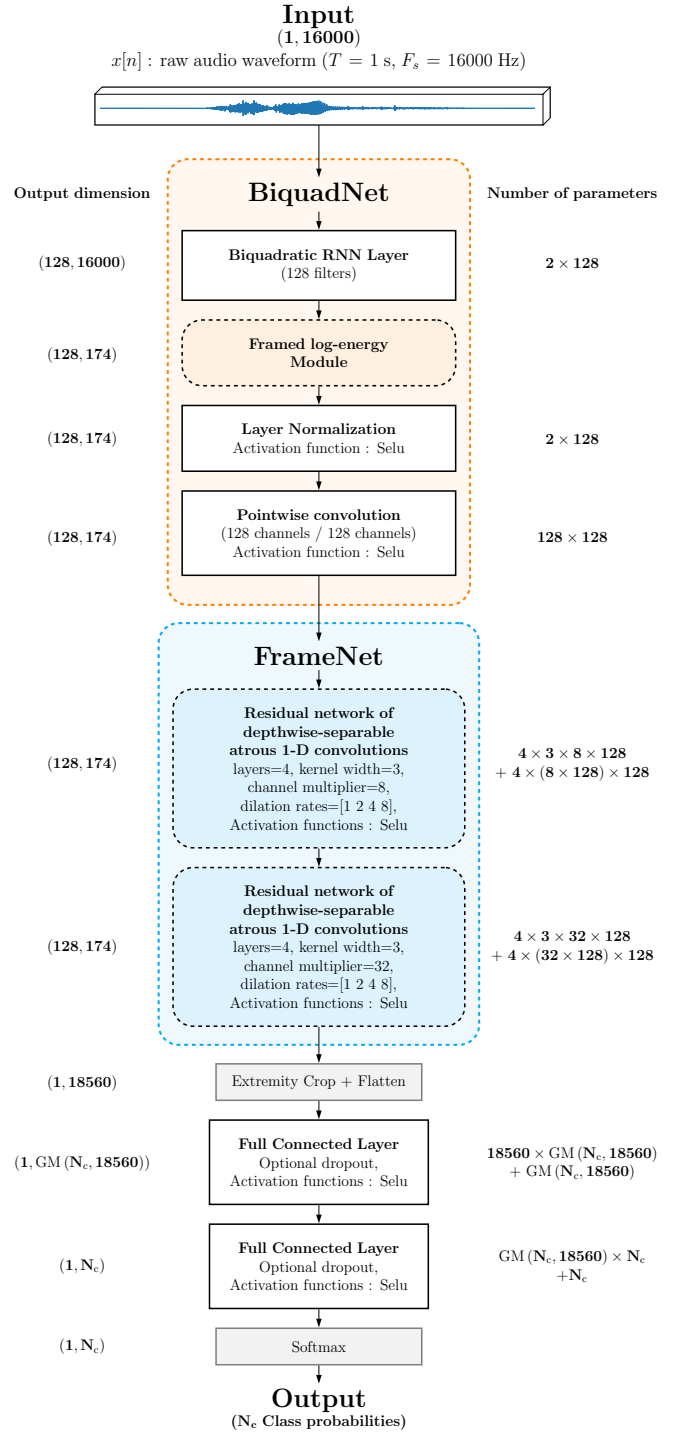 Input
(1, 16000)
x[n] : raw audio waveform (T = 1 s, F_s = 16000 Hz)
Output dimension
BiquadNet
Number of parameters
(128, 16000)
Biquadratic RNN Layer
(128 filters)
2 × 128
(128, 174)
Framed log-energy
Module
(128, 174)
Layer Normalization
Activation function : Selu
2 × 128
(128, 174)
Pointwise convolution
(128 channels / 128 channels)
Activation function : Selu
128 × 128
FrameNet
(128, 174)
Residual network of
depthwise-separable
atrous 1-D convolutions
layers=4, kernel width=3,
channel multiplier=8,
dilation rates=[1 2 4 8],
Activation functions : Selu
4 × 3 × 8 × 128
+ 4 × (8 × 128) × 128
(128, 174)
Residual network of
depthwise-separable
atrous 1-D convolutions
layers=4, kernel width=3,
channel multiplier=32,
dilation rates=[1 2 4 8],
Activation functions : Selu
4 × 3 × 32 × 128
+ 4 × (32 × 128) × 128
(1, 18560)
Extremity Crop + Flatten
(1, GM (N_c, 18560))
Full Connected Layer
Optional dropout,
Activation functions : Selu
18560 × GM (N_c, 18560)
+ GM (N_c, 18560)
(1, N_c)
Full Connected Layer
Optional dropout,
Activation functions : Selu
GM (N_c, 18560) × N_c
+N_c
(1, N_c)
Softmax
Output
(N_c Class probabilities)